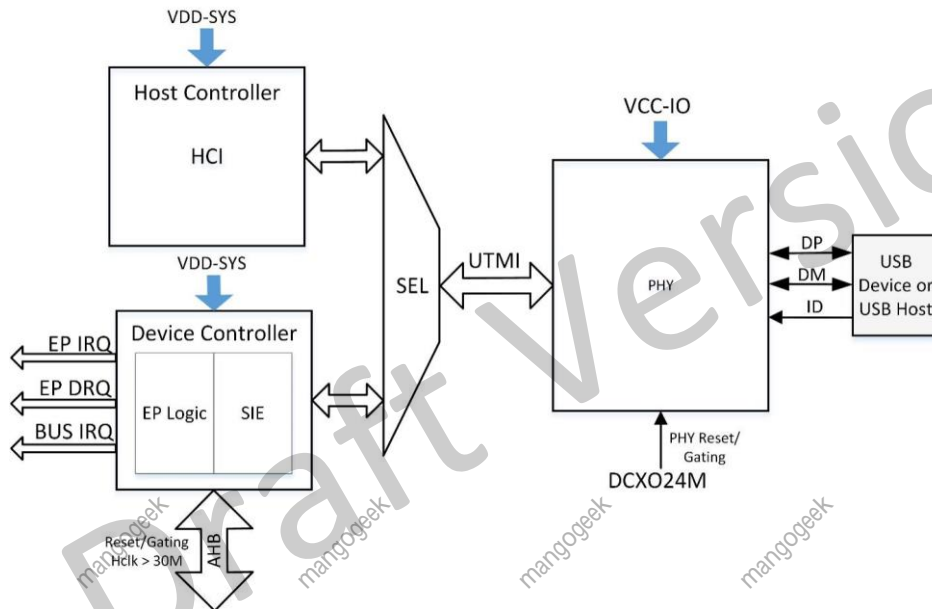 VDD-SYS
Host Controller
HCI
VDD-SYS
Device Controller
EP Logic
SIE
EP IRQ
EP DRQ
BUS IRQ
Reset/Gating
Hclk > 30M
AHB
SEL
UTMI
VCC-IO
PHY
DP
DM
ID
USB
Device or
USB Host
PHY Reset/
Gating
DCXO24M
Draft Versio
mangogeek
mangogeek
mangogeek
mangogeek